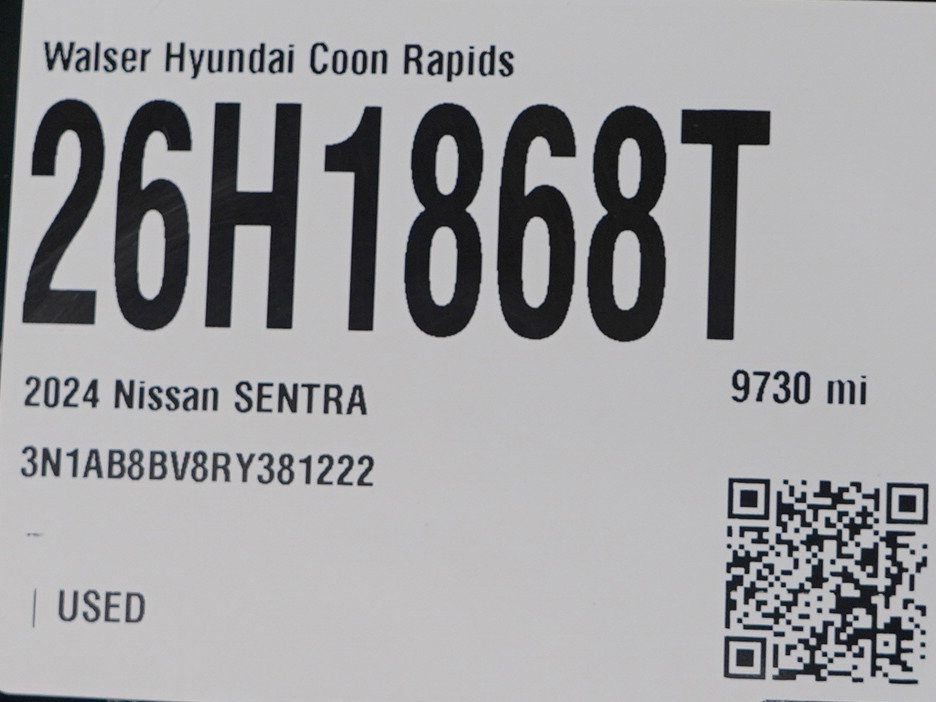 Walser Hyundai Coon Rapids
26H1868T
2024 Nissan SENTRA
9730 mi
3N1AB8BV8RY381222
-
| USED